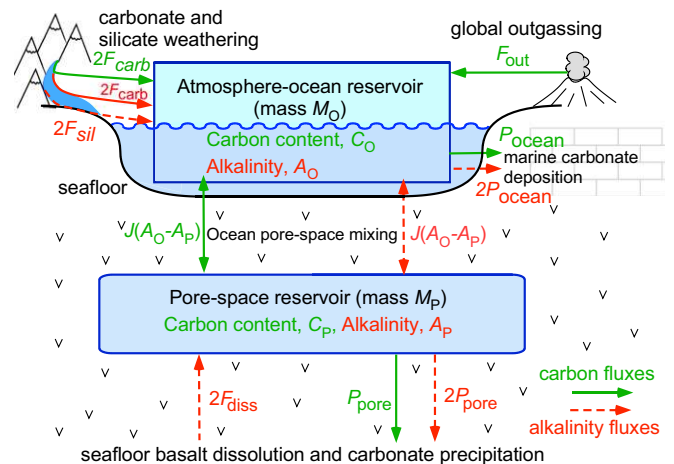 carbonate and
silicate weathering
global outgassing
2Fcarb
Fout
2Fcarb
2Fsil
Atmosphere-ocean reservoir
(mass MO)
Carbon content, CO
Alkalinity, AO
Pocean
marine carbonate
deposition
2Pocean
seafloor
J(AO-AP)
Ocean pore-space mixing
J(AO-AP)
Pore-space reservoir (mass MP)
Carbon content, CP, Alkalinity, AP
2Fdiss
Ppore
2Ppore
carbon fluxes
alkalinity fluxes
seafloor basalt dissolution and carbonate precipitation